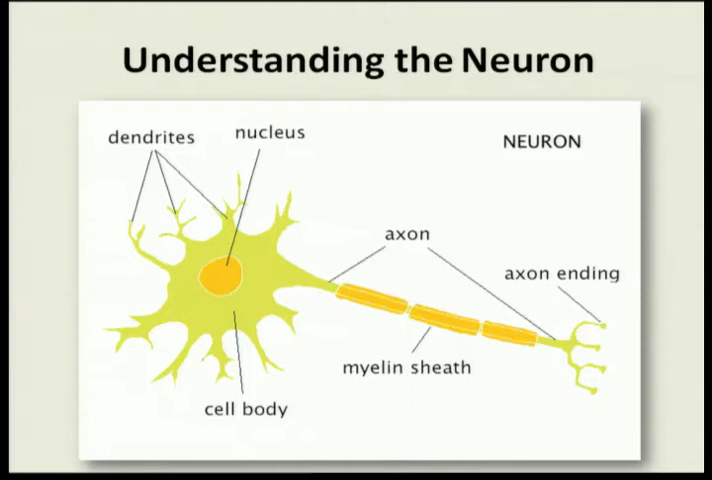 Understanding the Neuron
dendrites
nucleus
NEURON
axon
axon ending
myelin sheath
cell body